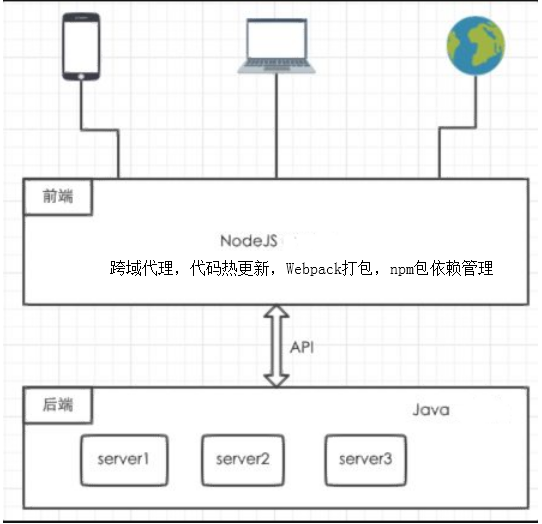 前端
NodeJS
跨域代理，代码热更新，Webpack打包，npm包依赖管理
API
后端
Java
server1
server2
server3